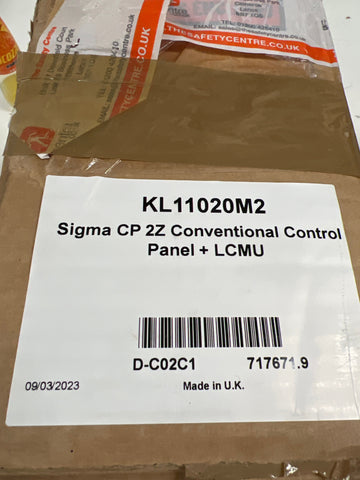 THESAFETYCENTRE.CO.UK
KL11020M2
Sigma CP 2Z Conventional Control
Panel + LCMU
D-C02C1 717671.9
09/03/2023 Made in U.K.